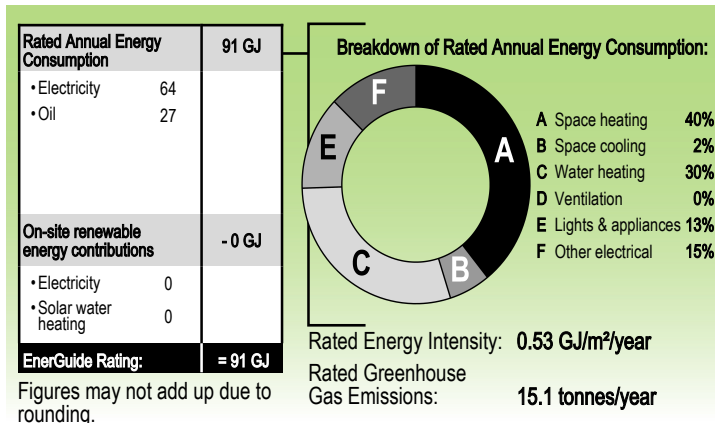 Rated Annual Energy
Consumption
91 GJ
• Electricity 64
• Oil 27
On-site renewable
energy contributions
- 0 GJ
• Electricity 0
• Solar water
heating
0
EnerGuide Rating: = 91 GJ
Figures may not add up due to
rounding.
Breakdown of Rated Annual Energy Consumption:
A
B
C
E
F
A Space heating 40%
B Space cooling 2%
C Water heating 30%
D Ventilation 0%
E Lights & appliances 13%
F Other electrical 15%
Rated Energy Intensity: 0.53 GJ/m²/year
Rated Greenhouse
Gas Emissions: 15.1 tonnes/year